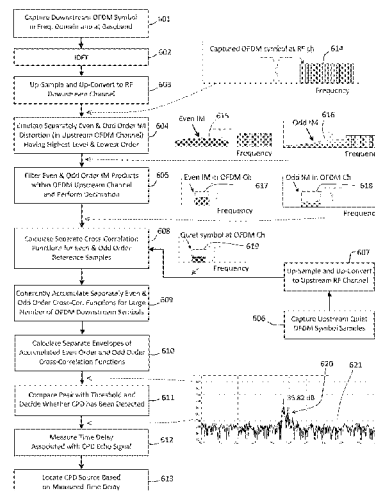 Capture Downstream OFDM Symbol
in Freq. Domain and at Baseband
601
IDFT
602
Up-Sample and Up-Convert to RF
Downstream Channel
603
Captured OFDM symbol at RF ch
614
Frequency
Emulate Separately Even & Odd Order IM
Distortion (in Upstream OFDM Channel)
Having Highest Level & Lowest Order
604
Even IM
615
Frequency
Odd IM
616
Frequency
Filter Even & Odd Order IM Products
within OFDM Upstream Channel
and Perform Decimation
605
Even IM at OFDM Ch
617
Frequency
Odd IM in OFDM Ch
618
Frequency
Calculate Separate Cross-Correlation
Functions for Even & Odd Order
Reference Samples
608
Quiet symbol at OFDM Ch
619
Frequency
Up-Sample and Up-Convert
to Upstream RF Channel
607
Coherently Accumulate Separately Even &
Odd Order Cross-Cor. Functions for Large
Number of OFDM Downstream Symbols
609
606
Capture Upstream Quiet
OFDM Symbol Samples
Calculate Separate Envelopes of
Accumulated Even Order and Odd Order
Cross-Correlation Functions
610
Compare Peak with Threshold and
Decide Whether CPD has been Detected
611
620
621
35.82 dB
Measure Time Delay
Associated with CPD Echo Signal
612
Locate CPD Source Based
on Measured Time Delay
613